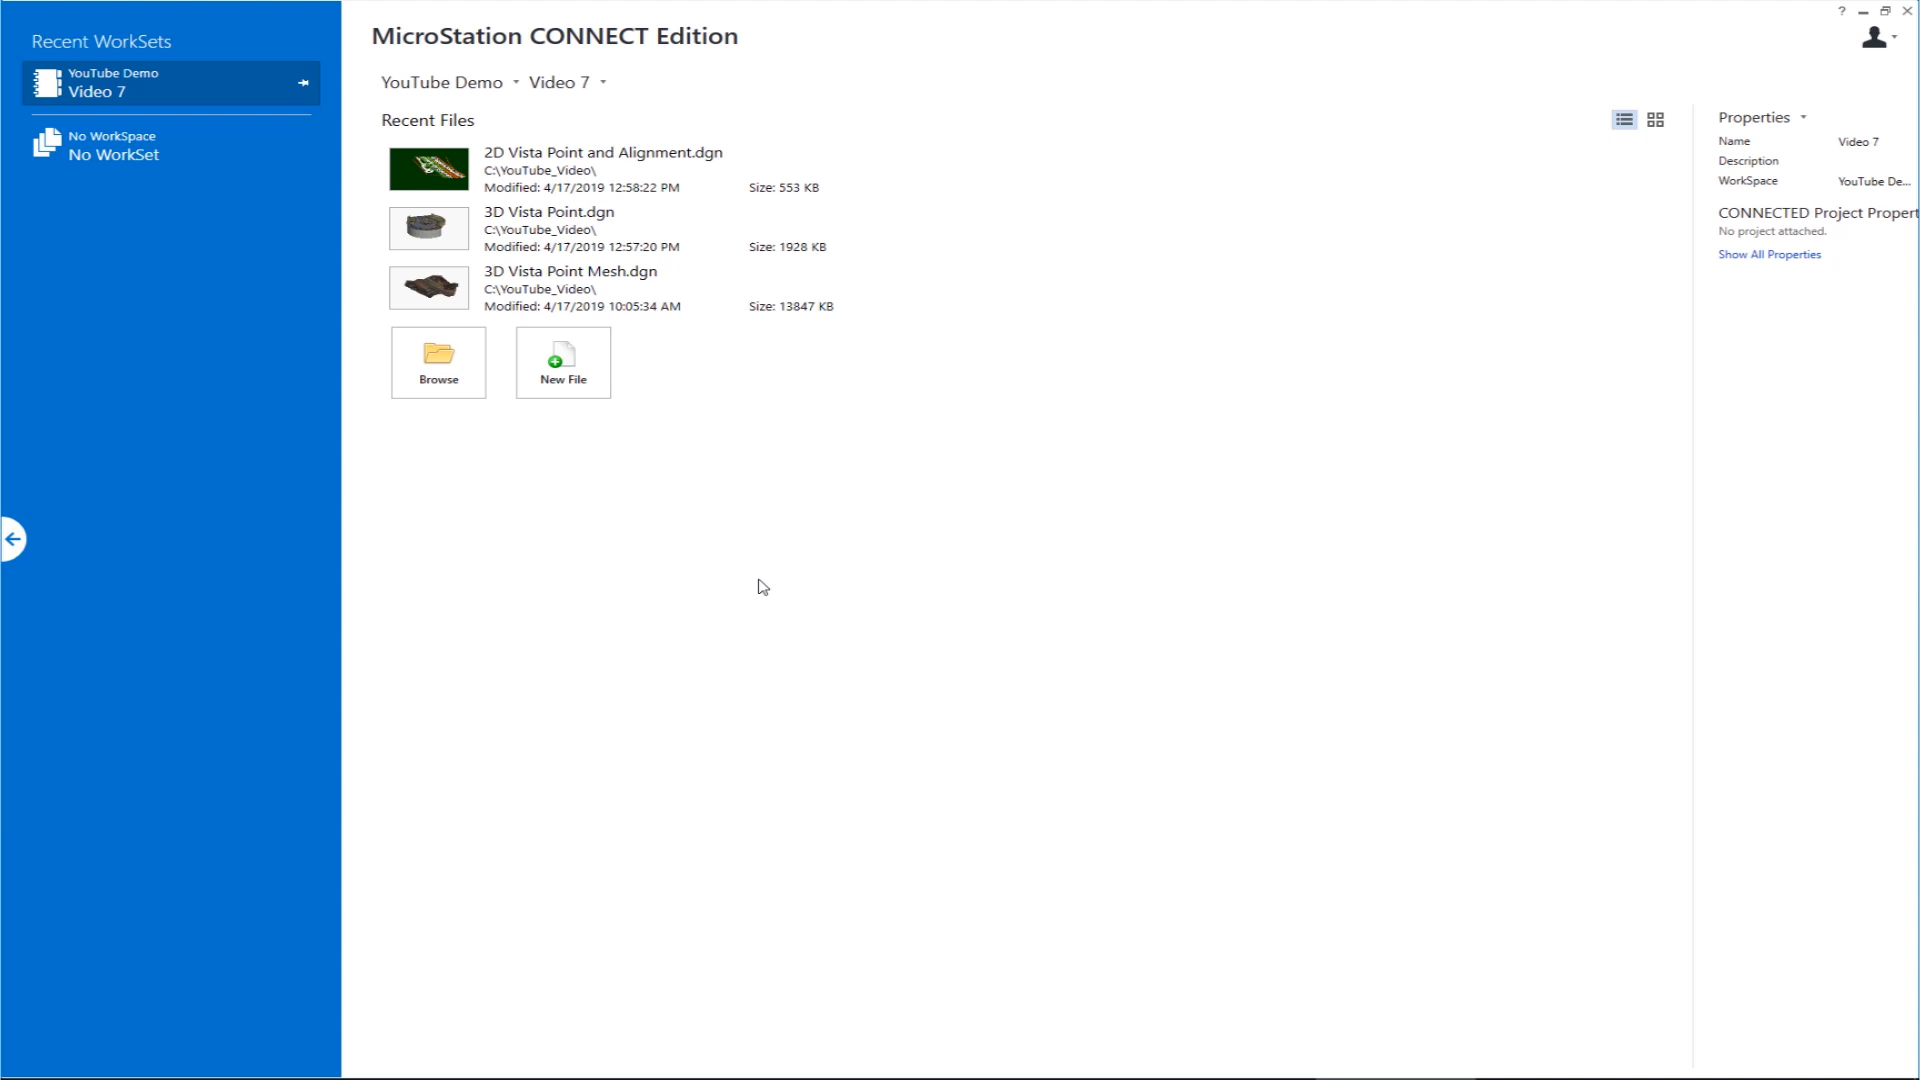 ?
Recent WorkSets
YouTube Demo
Video 7
No WorkSpace
No WorkSet
MicroStation CONNECT Edition
YouTube Demo Video 7
Recent Files
2D Vista Point and Alignment.dgn
C:\YouTube_Video\
Modified: 4/17/2019 12:58:22 PM Size: 553 KB
3D Vista Point.dgn
C:\YouTube_Video\
Modified: 4/17/2019 12:57:20 PM Size: 1928 KB
3D Vista Point Mesh.dgn
C:\YouTube_Video\
Modified: 4/17/2019 10:05:34 AM Size: 13847 KB
Browse
New File
Properties
Name Video 7
Description
WorkSpace YouTube De...
CONNECTED Project Propert
No project attached.
Show All Properties